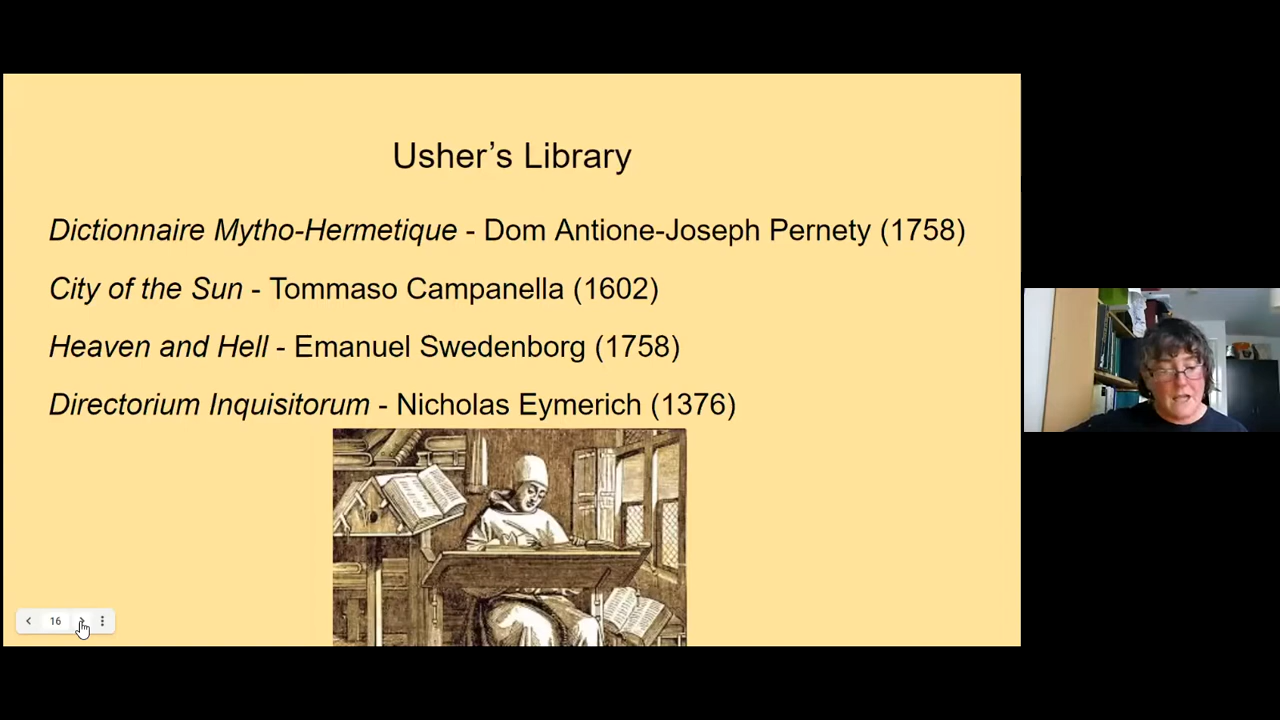 Usher’s Library
Dictionnaire Mytho-Hermetique - Dom Antione-Joseph Pernety (1758)
City of the Sun - Tommaso Campanella (1602)
Heaven and Hell - Emanuel Swedenborg (1758)
Directorium Inquisitorum - Nicholas Eymerich (1376)
16